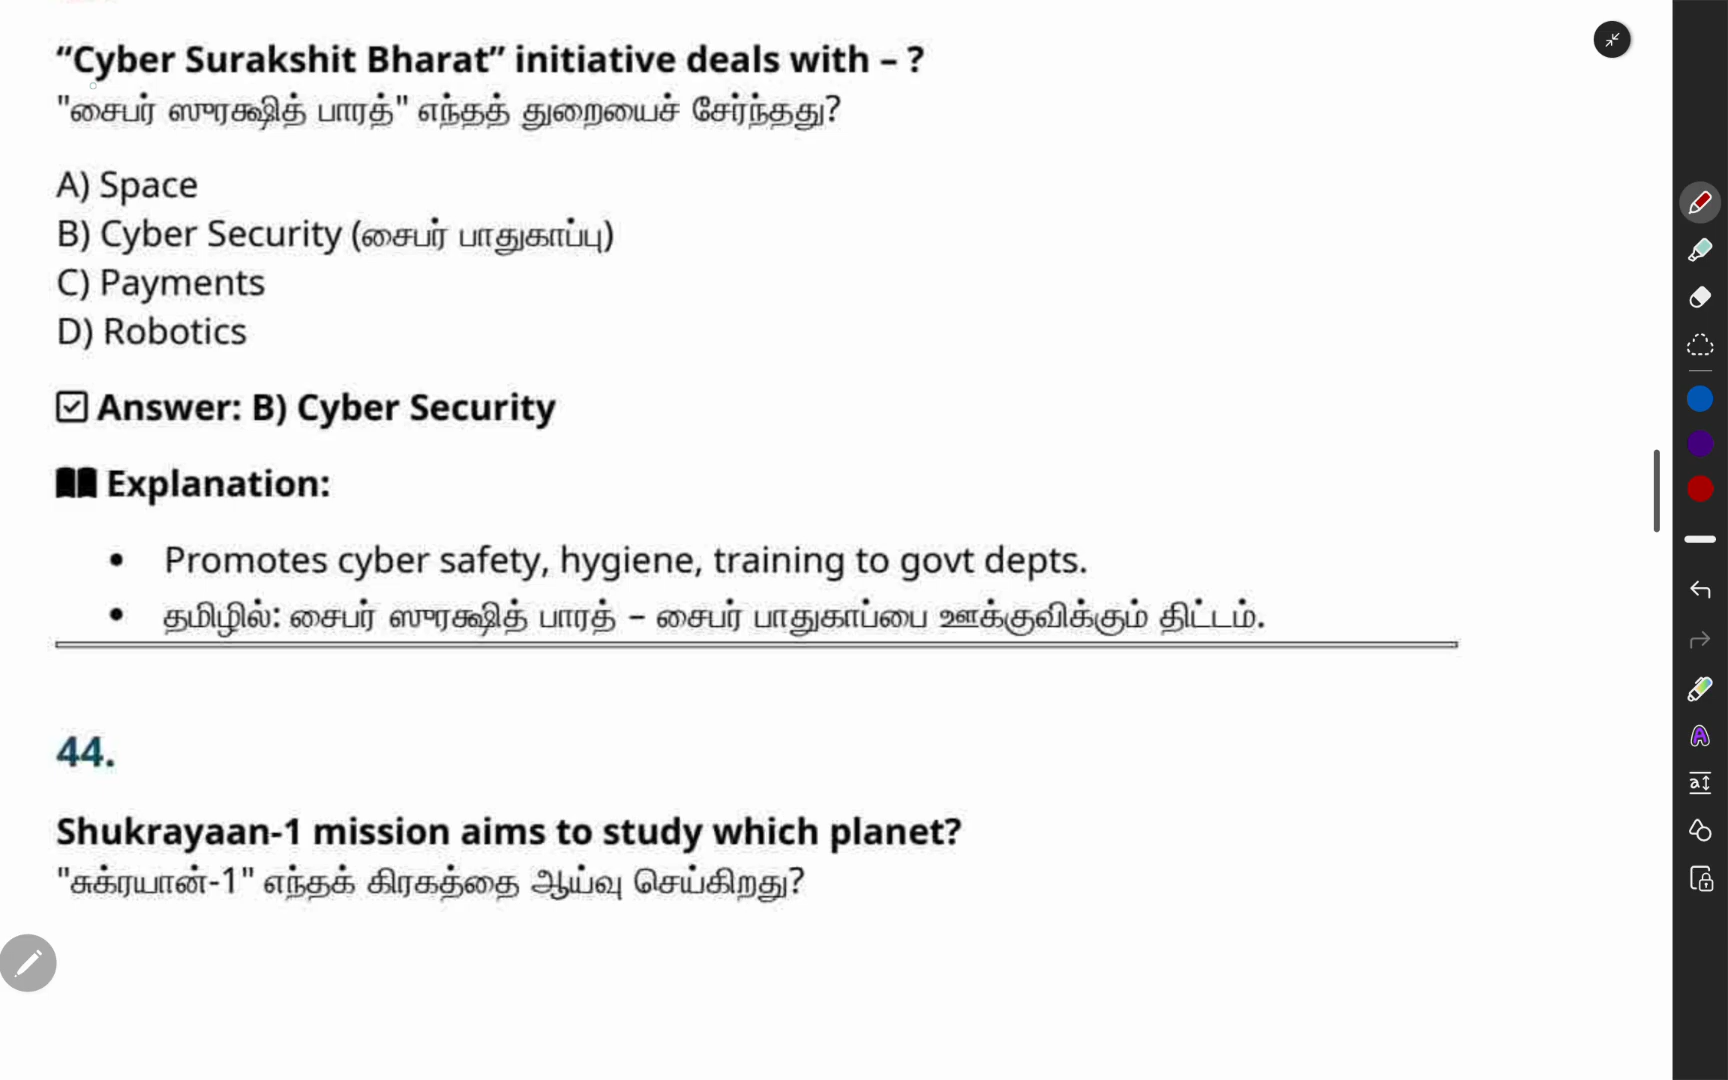 “Cyber Surakshit Bharat” initiative deals with – ?
"சைபர் ஸுரக்ஷித் பாரத்" எந்தத் துறையைச் சேர்ந்தது?
A) Space
B) Cyber Security (சைபர் பாதுகாப்பு)
C) Payments
D) Robotics
Answer: B) Cyber Security
Explanation:
• Promotes cyber safety, hygiene, training to govt depts.
• தமிழில்: சைபர் ஸுரக்ஷித் பாரத் – சைபர் பாதுகாப்பை ஊக்குவிக்கும் திட்டம்.
44.
Shukrayaan-1 mission aims to study which planet?
"சுக்ரயான்-1" எந்தக் கிரகத்தை ஆய்வு செய்கிறது?